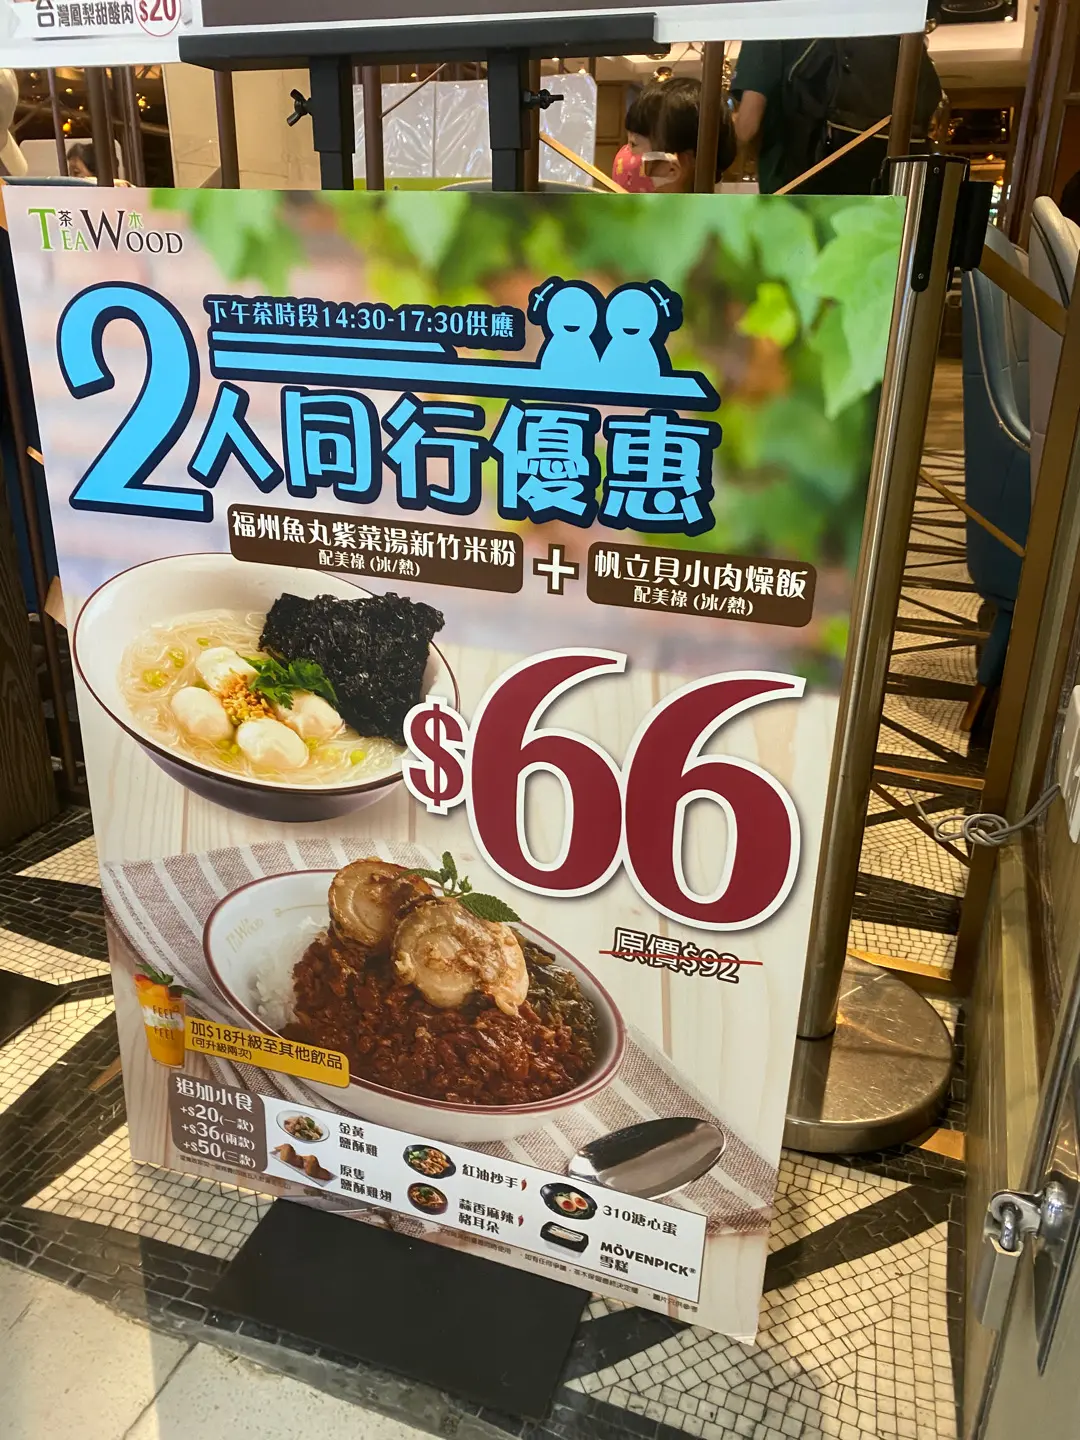 台灣鳳梨甜酸肉 $20
茶 木
TEAWOOD
下午茶時段14:30-17:30供應
2人同行優惠
福州魚丸紫菜湯新竹米粉
配美祿 (冰/熱)
+
帆立貝小肉燥飯
配美祿 (冰/熱)
$66
原價$92
FEEL
FEEL
加$18升級至其他飲品
(可升級兩次)
追加小食
+$20(一款)
+$36(兩款)
+$50(三款)
金黃
鹽酥雞
原隻
鹽酥雞翅
紅油抄手
蒜香麻辣
豬耳朵
310溏心蛋
MÖVENPICK®
雪糕